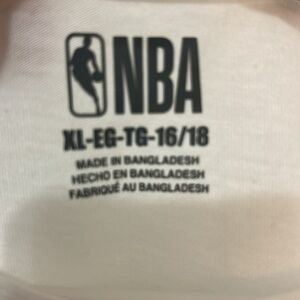 NBA
XL-EG-TG-16/18
MADE IN BANGLADESH
HECHO EN BANGLADESH
FABRIQUÉ AU BANGLADESH